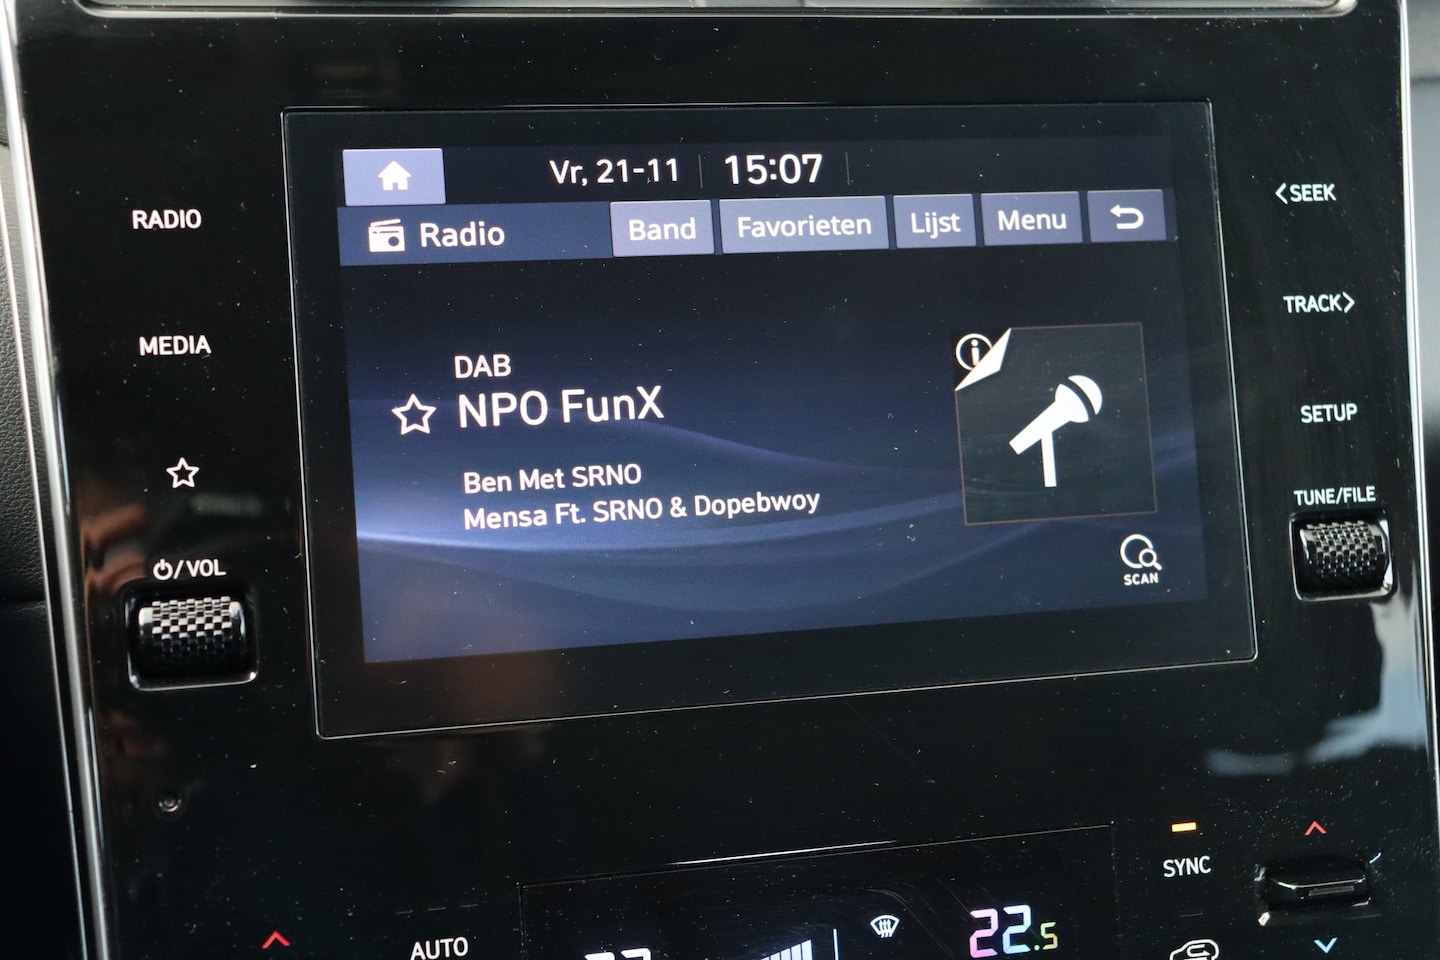 Vr, 21-11 15:07
Radio Band Favorieten Lijst Menu
DAB
NPO FunX
Ben Met SRNO
Mensa Ft. SRNO & Dopebwoy
SCAN
RADIO
MEDIA
/VOL
<SEEK
TRACK>
SETUP
TUNE/FILE
SYNC
AUTO
22.5